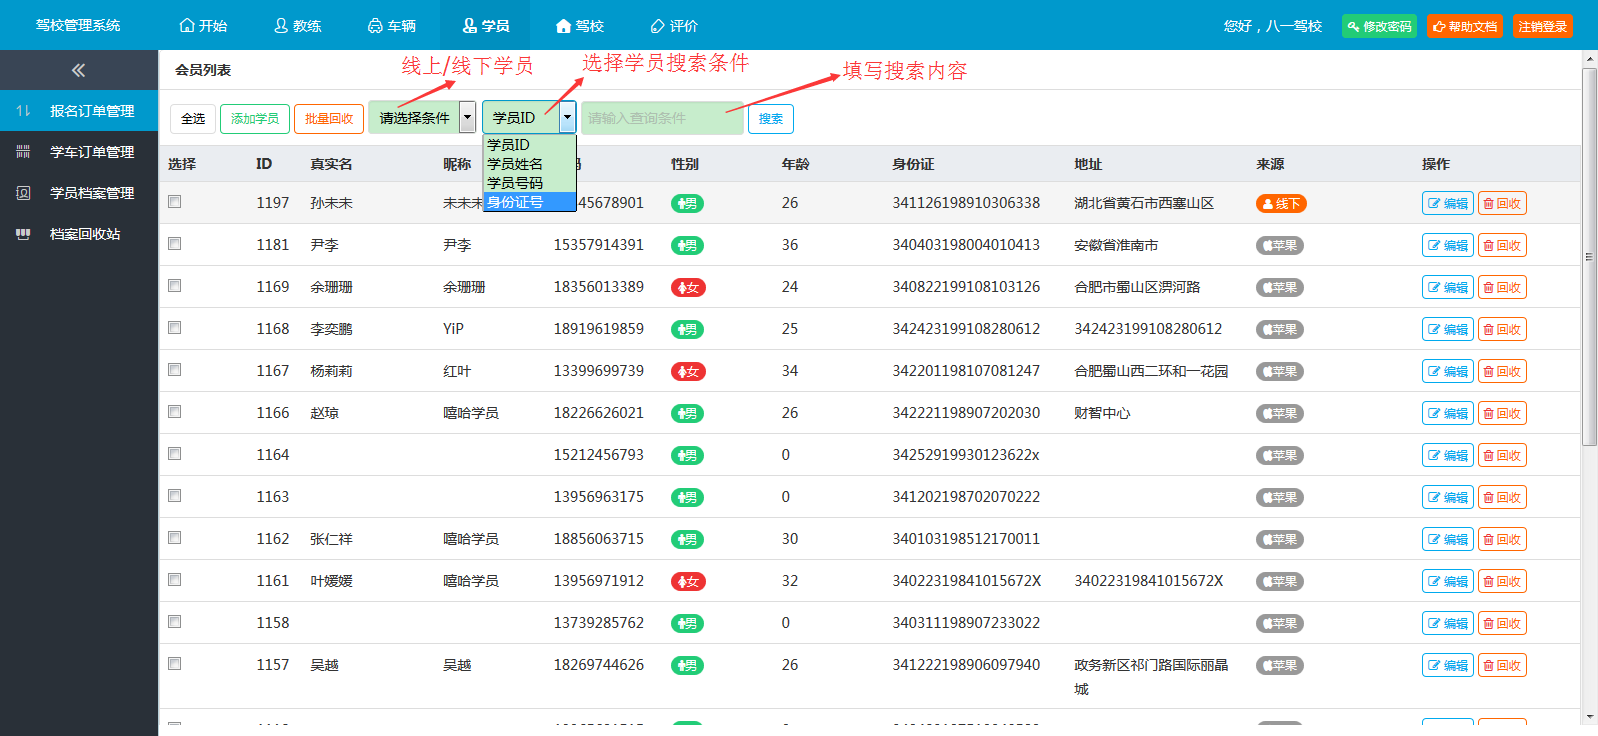 驾校管理系统 开始 教练 车辆 学员 驾校 评价 您好，八一驾校 修改密码 帮助文档 注销登录
会员列表 线上/线下学员 选择学员搜索条件 填写搜索内容
报名订单管理
学车订单管理
学员档案管理
档案回收站
全选 添加学员 批量回收 请选择条件 学员ID 请输入查询条件 搜索
学员ID
学员姓名
学员号码
身份证号
选择 ID 真实名 昵称 码 性别 年龄 身份证 地址 来源 操作
1197 孙未未 未未未 45678901 男 26 341126198910306338 湖北省黄石市西塞山区 线下 编辑 回收
1181 尹李 尹李 15357914391 男 36 340403198004010413 安徽省淮南市 苹果 编辑 回收
1169 余珊珊 余珊珊 18356013389 女 24 340822199108103126 合肥市蜀山区淠河路 苹果 编辑 回收
1168 李奕鹏 YiP 18919619859 男 25 342423199108280612 342423199108280612 苹果 编辑 回收
1167 杨莉莉 红叶 13399699739 女 34 342201198107081247 合肥蜀山西二环和一花园 苹果 编辑 回收
1166 赵琼 嘻哈学员 18226626021 男 26 342221198907202030 财智中心 苹果 编辑 回收
1164 15212456793 男 0 34252919930123622x 苹果 编辑 回收
1163 13956963175 男 0 341202198702070222 苹果 编辑 回收
1162 张仁祥 嘻哈学员 18856063715 男 30 340103198512170011 苹果 编辑 回收
1161 叶媛媛 嘻哈学员 13956971912 女 32 34022319841015672X 34022319841015672X 苹果 编辑 回收
1158 13739285762 男 0 340311198907233022 苹果 编辑 回收
1157 吴越 吴越 18269744626 男 26 341222198906097940 政务新区祁门路国际丽晶 苹果 编辑 回收
城